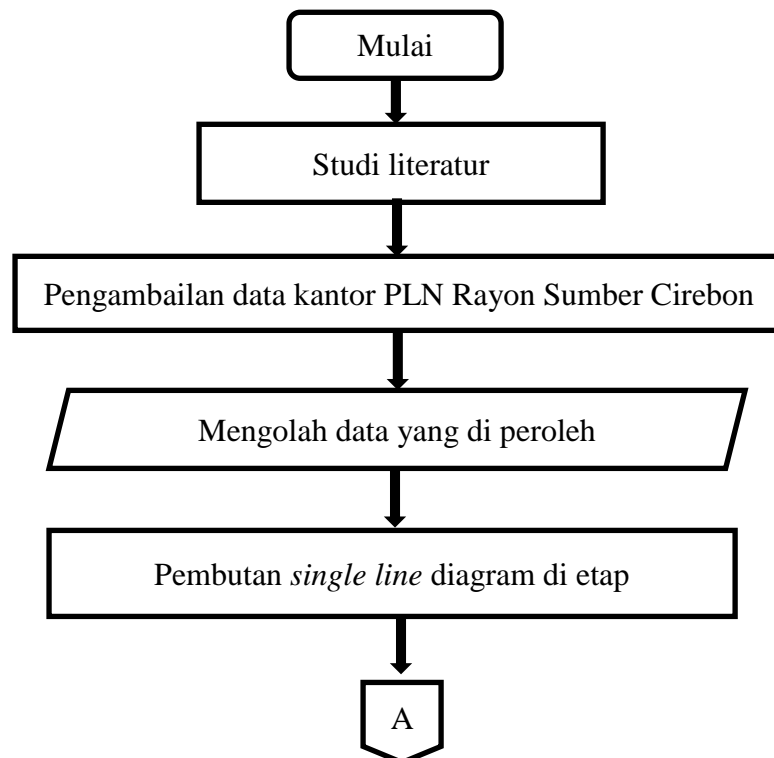 Mulai
Studi literatur
Pengambailan data kantor PLN Rayon Sumber Cirebon
Mengolah data yang di peroleh
Pembutan single line diagram di etap
A